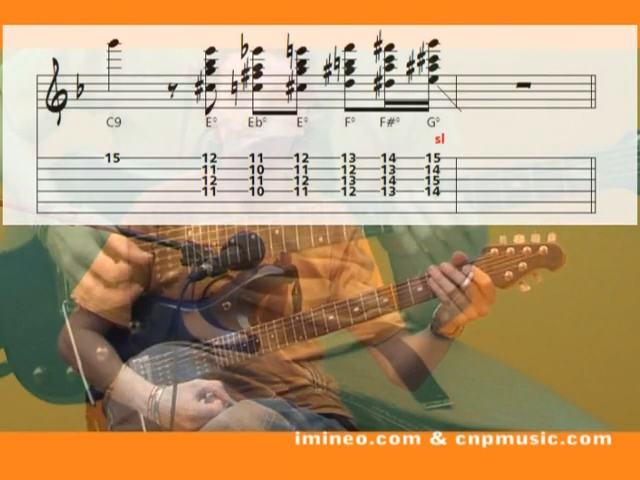 C9 E° Eb° E° F° F#° G°
sl
15 12 11 12 13 14 15
11 10 11 12 13 14
12 11 12 13 14 15
11 10 11 12 13 14
imineo.com & cnpmusic.com